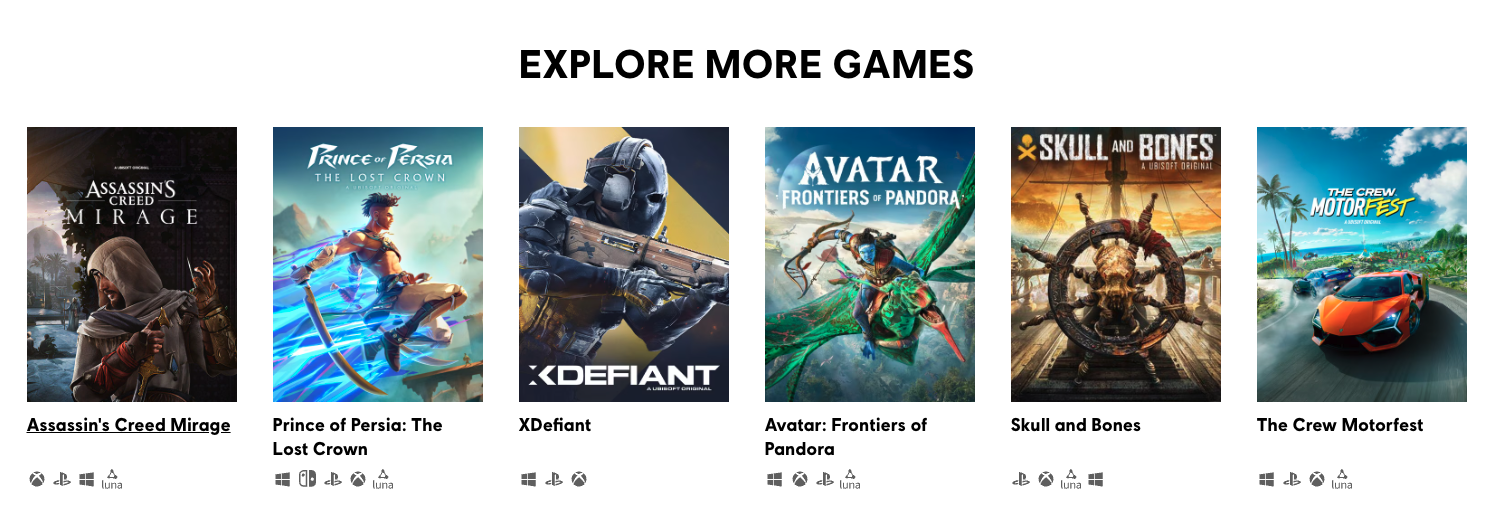 EXPLORE MORE GAMES
A UBISOFT ORIGINAL
ASSASSIN'S
CREED
MIRAGE
PRINCE OF PERSIA
THE LOST CROWN
A UBISOFT ORIGINAL
XDEFIANT
A UBISOFT ORIGINAL
AVATAR
FRONTIERS OF PANDORA
SKULL AND BONES
A UBISOFT ORIGINAL
THE CREW
MOTORFEST
A UBISOFT ORIGINAL
Assassin's Creed Mirage
Prince of Persia: The
Lost Crown
XDefiant
Avatar: Frontiers of
Pandora
Skull and Bones
The Crew Motorfest
luna
luna
luna
luna
luna